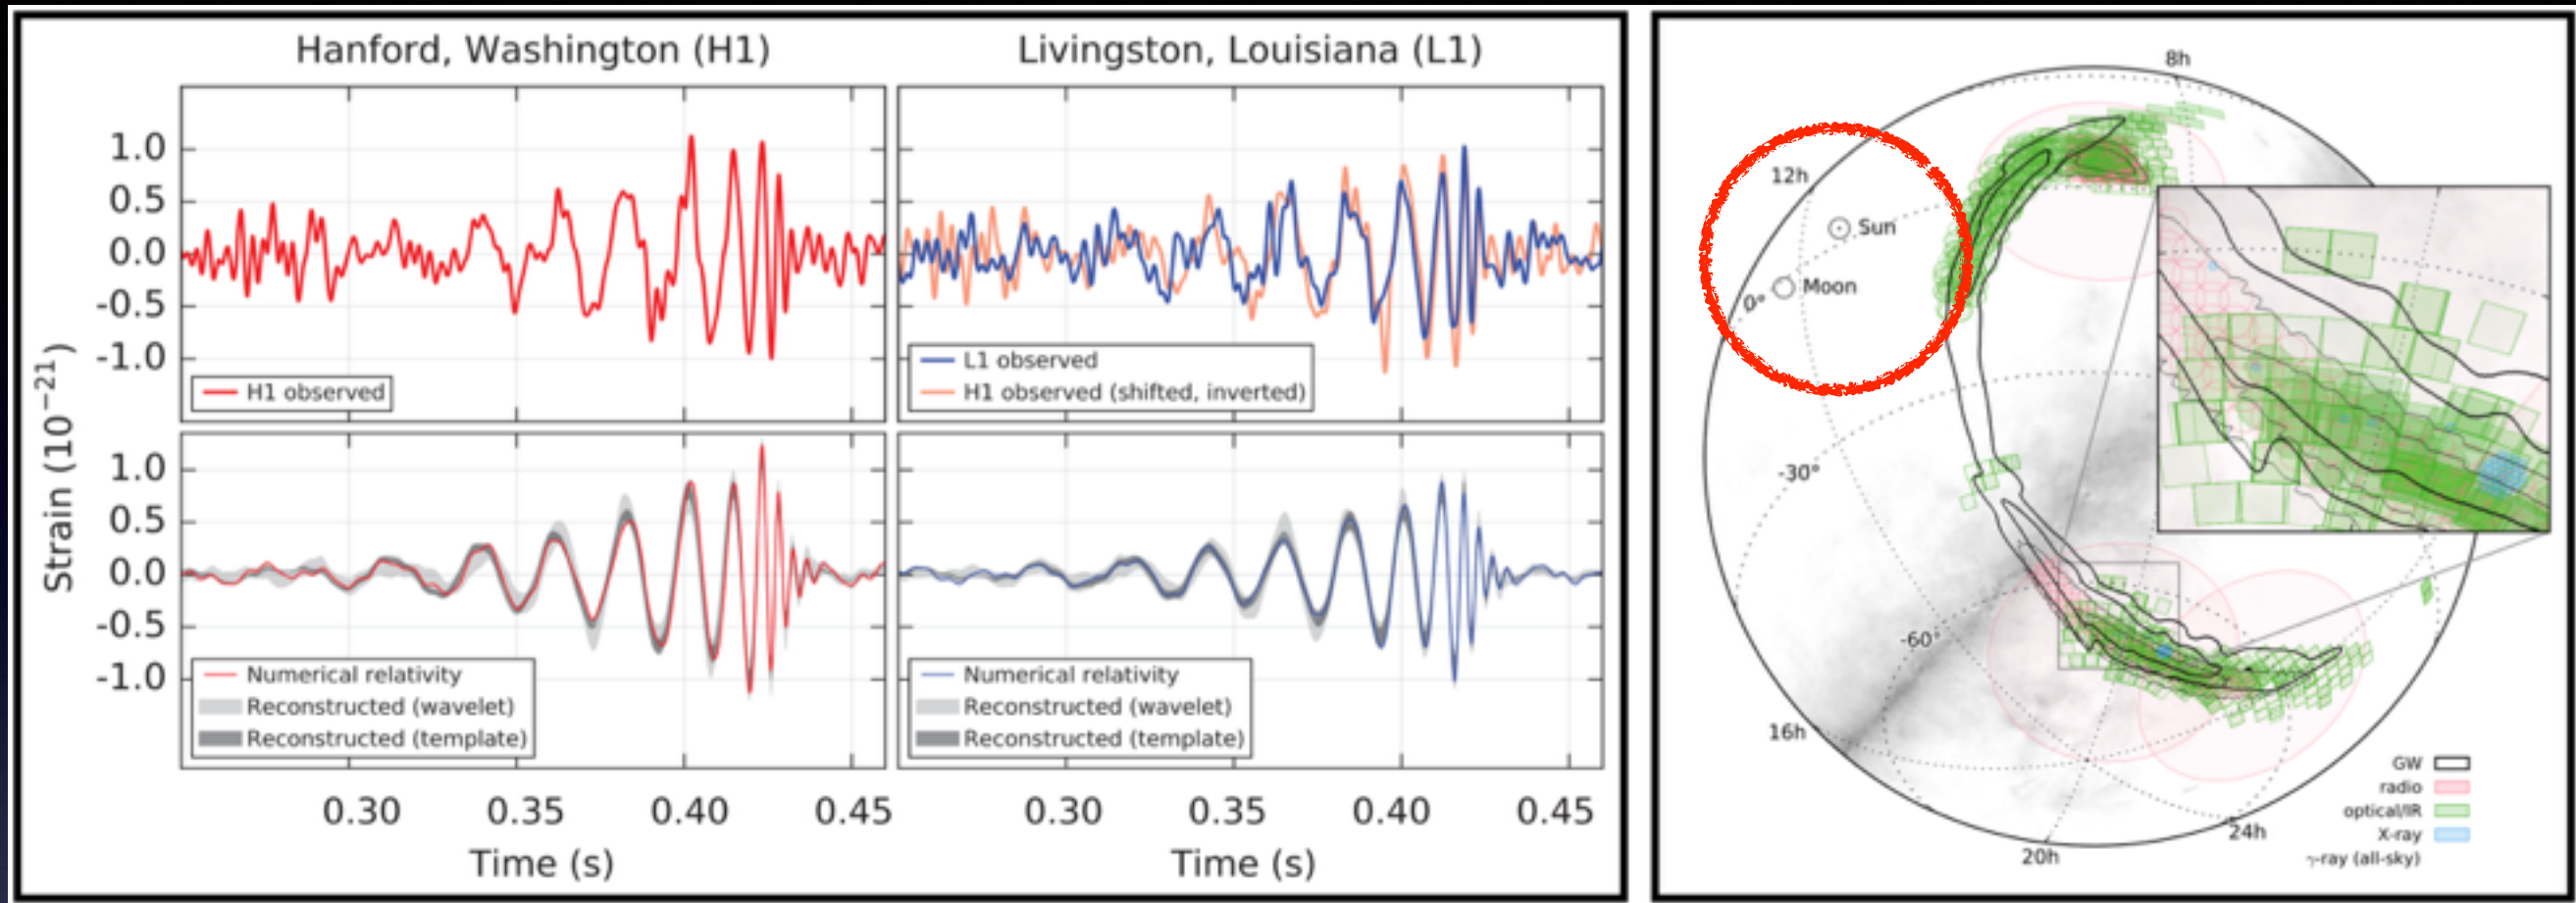 Hanford, Washington (H1)
Livingston, Louisiana (L1)
Strain (10⁻²¹)
1.0
0.5
0.0
-0.5
-1.0
H1 observed
L1 observed
H1 observed (shifted, inverted)
1.0
0.5
0.0
-0.5
-1.0
Numerical relativity
Reconstructed (wavelet)
Reconstructed (template)
Numerical relativity
Reconstructed (wavelet)
Reconstructed (template)
0.30 0.35 0.40 0.45
0.30 0.35 0.40 0.45
Time (s)
Time (s)
8h
12h
Sun
Moon
0°
-30°
-60°
16h
20h
24h
GW
radio
optical/IR
X-ray
γ-ray (all-sky)